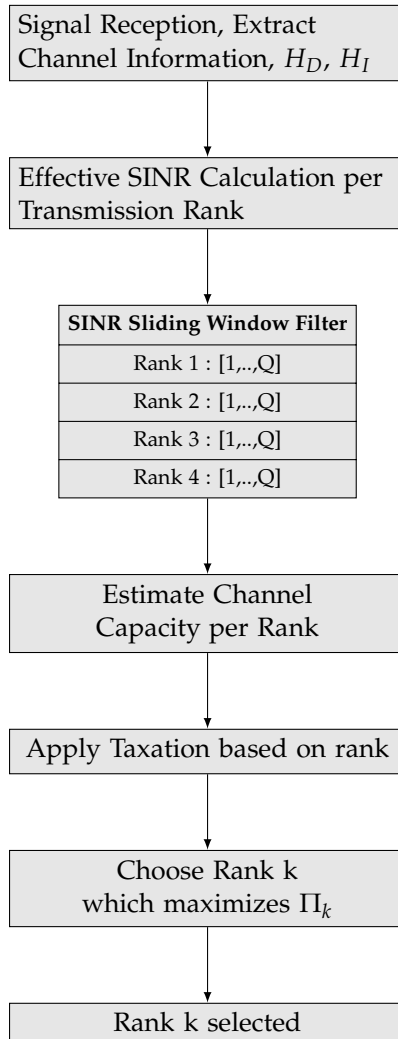 Signal Reception, Extract
Channel Information, H_D, H_I
Effective SINR Calculation per
Transmission Rank
SINR Sliding Window Filter
Rank 1 : [1,..,Q]
Rank 2 : [1,..,Q]
Rank 3 : [1,..,Q]
Rank 4 : [1,..,Q]
Estimate Channel
Capacity per Rank
Apply Taxation based on rank
Choose Rank k
which maximizes Π_k
Rank k selected